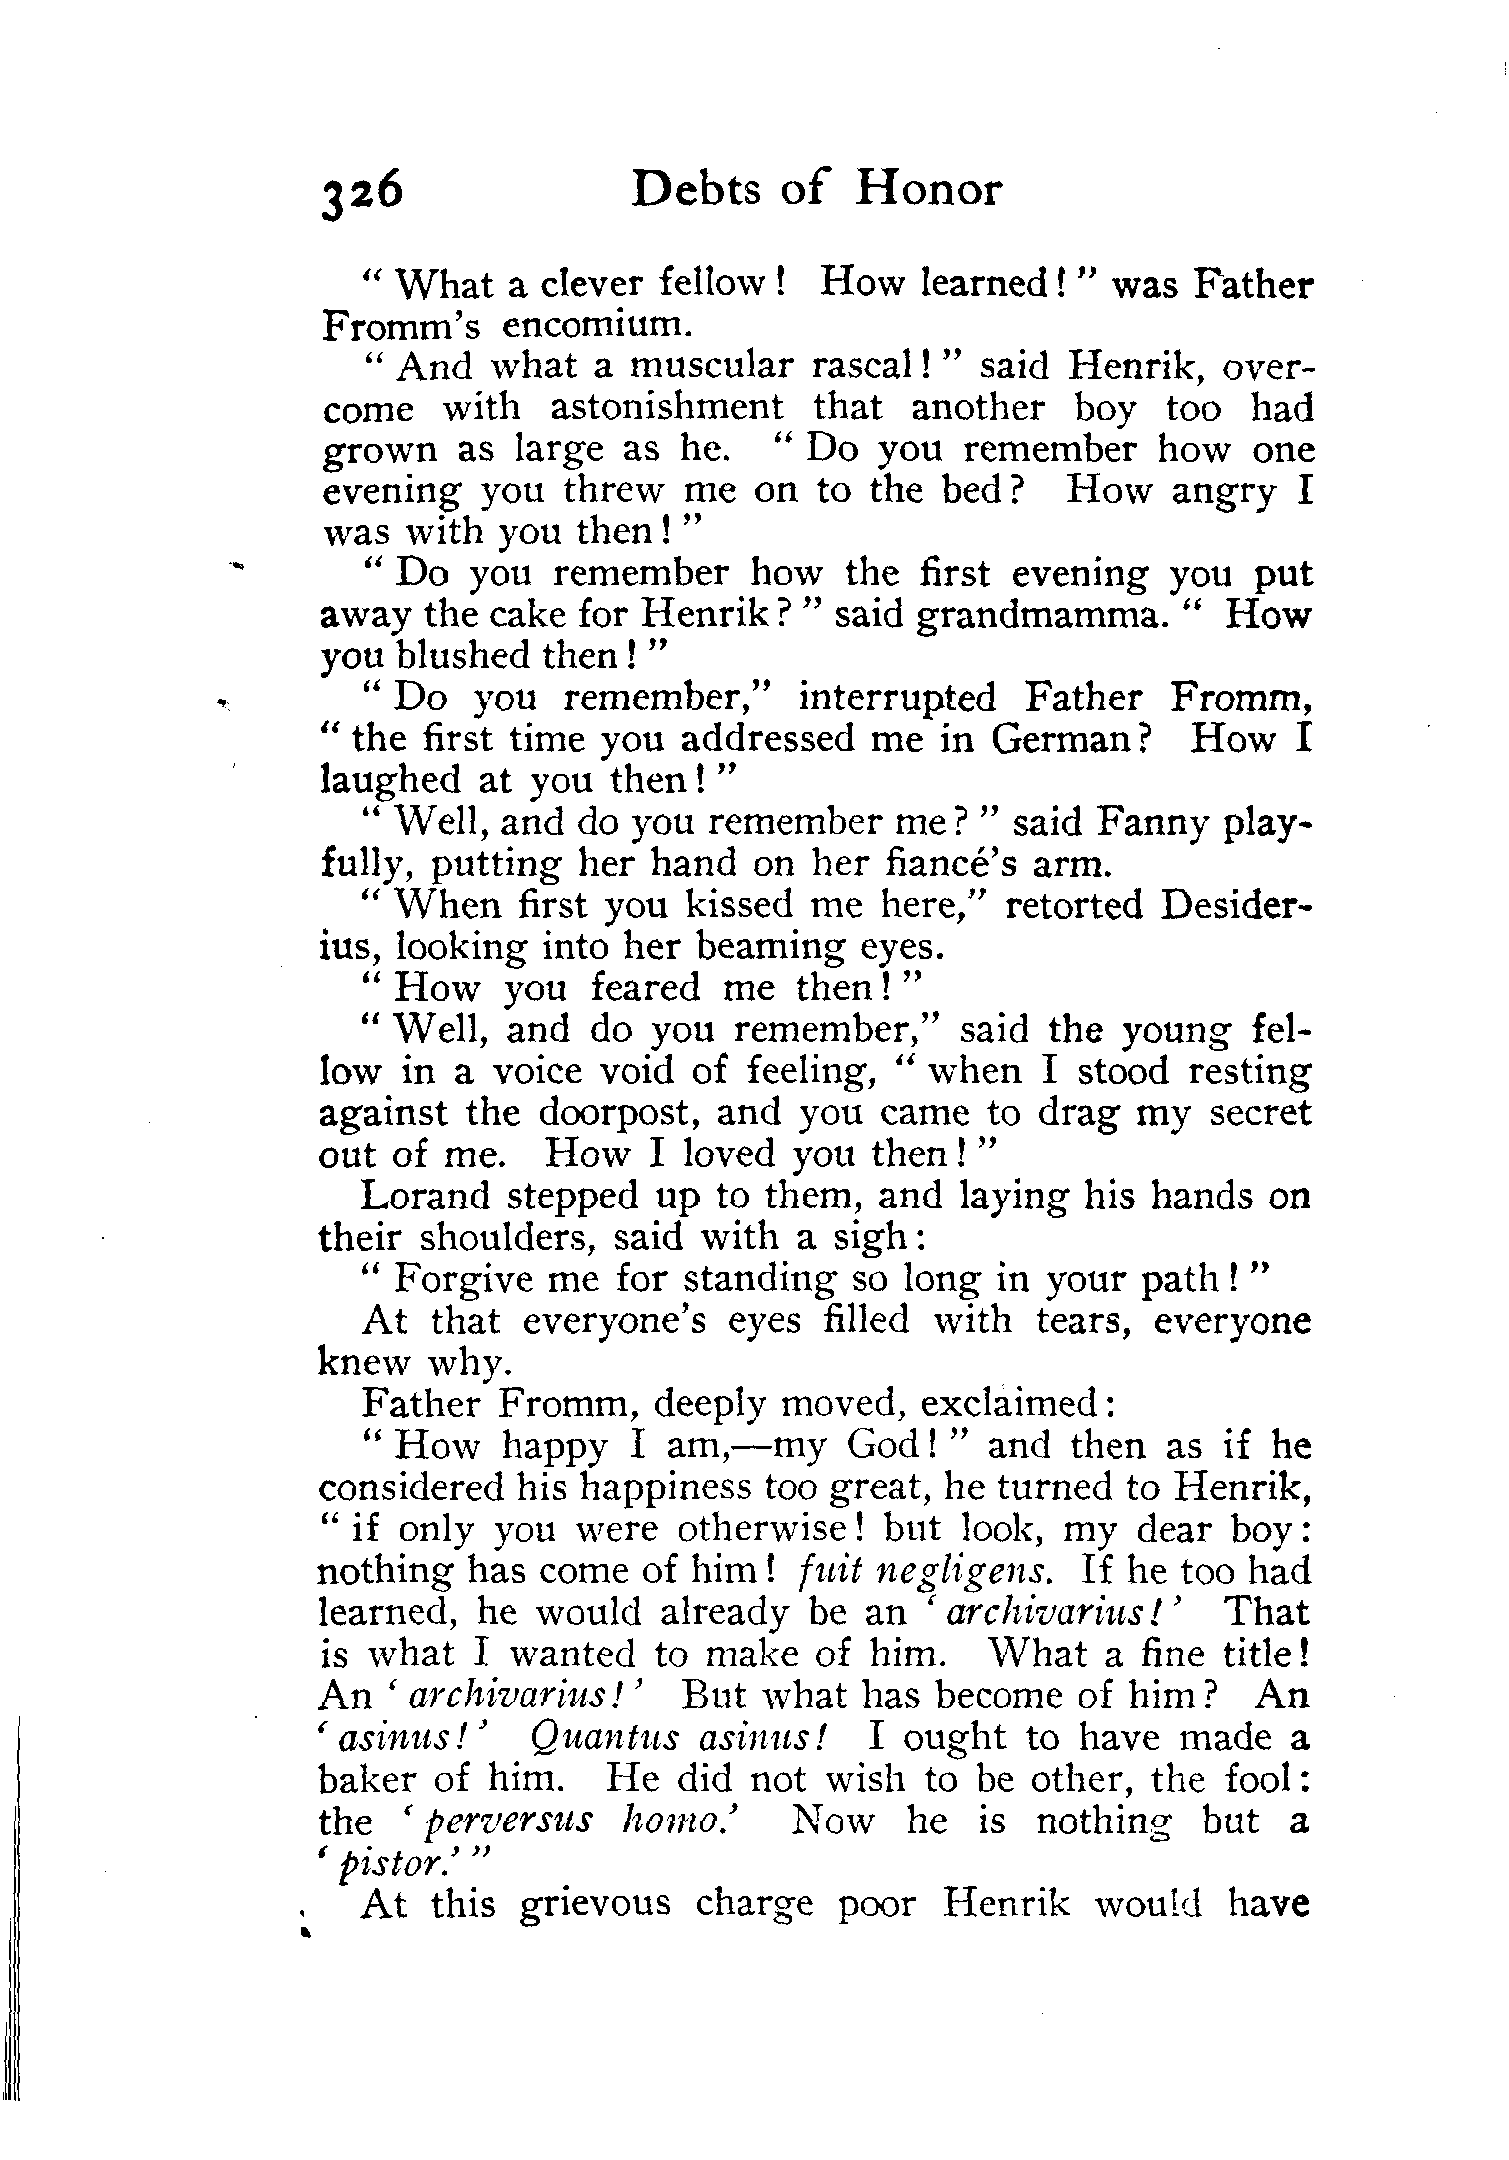 326 Debts of Honor
“ What a clever fellow ! How learned ! ” was Father
Fromm’s encomium.
“ And what a muscular rascal ! ” said Henrik, over-
come with astonishment that another boy too had
grown as large as he. “ Do you remember how one
evening you threw me on to the bed ? How angry I
was with you then ! ”
“ Do you remember how the first evening you put
away the cake for Henrik ? ” said grandmamma. “ How
you blushed then ! ”
“ Do you remember,” interrupted Father Fromm,
“ the first time you addressed me in German ? How I
laughed at you then ! ”
“ Well, and do you remember me ? ” said Fanny play-
fully, putting her hand on her fiancé’s arm.
“ When first you kissed me here,” retorted Desider-
ius, looking into her beaming eyes.
“ How you feared me then ! ”
“ Well, and do you remember,” said the young fel-
low in a voice void of feeling, “ when I stood resting
against the doorpost, and you came to drag my secret
out of me. How I loved you then ! ”
Lorand stepped up to them, and laying his hands on
their shoulders, said with a sigh :
“ Forgive me for standing so long in your path ! ”
At that everyone’s eyes filled with tears, everyone
knew why.
Father Fromm, deeply moved, exclaimed :
“ How happy I am,—my God ! ” and then as if he
considered his happiness too great, he turned to Henrik,
“ if only you were otherwise ! but look, my dear boy :
nothing has come of him ! fuit negligens. If he too had
learned, he would already be an ‘ archivarius ! ’ That
is what I wanted to make of him. What a fine title !
An ‘ archivarius ! ’ But what has become of him ? An
‘ asinus ! ’ Quantus asinus ! I ought to have made a
baker of him. He did not wish to be other, the fool :
the ‘ perversus homo.’ Now he is nothing but a
‘ pistor.’ ”
At this grievous charge poor Henrik would have